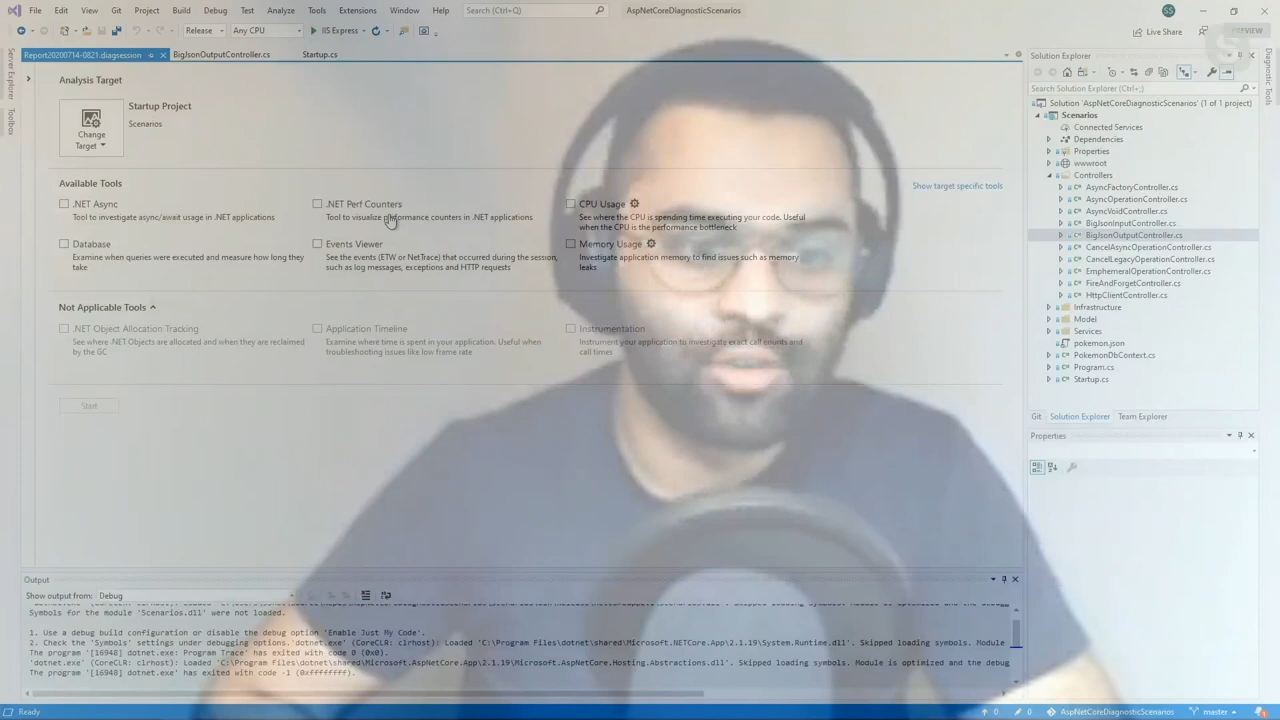 File Edit View Git Project Build Debug Test Analyze Tools Extensions Window Help Search (Ctrl+Q) AspNetCoreDiagnosticScenarios SS
Release Any CPU IIS Express Live Share PREVIEW
Report20200714-0821.diagsession BigJsonOutputController.cs Startup.cs
Server Explorer
Toolbox
Analysis Target
Change
Target
Startup Project
Scenarios
Available Tools
Show target specific tools
.NET Async
Tool to investigate async/await usage in .NET applications
.NET Perf Counters
Tool to visualize performance counters in .NET applications
CPU Usage
See where the CPU is spending time executing your code. Useful
when the CPU is the performance bottleneck
Database
Examine when queries were executed and measure how long they
take
Events Viewer
See the events (ETW or NetTrace) that occurred during the session,
such as log messages, exceptions and HTTP requests
Memory Usage
Investigate application memory to find issues such as memory
leaks
Not Applicable Tools
.NET Object Allocation Tracking
See where .NET Objects are allocated and when they are reclaimed
by the GC
Application Timeline
Examine where time is spent in your application. Useful when
troubleshooting issues like low frame rate
Instrumentation
Instrument your application to investigate exact call counts and
call times
Start
Output
Show output from: Debug
Symbols for the module 'Scenarios.dll' were not loaded.
1. Use a debug build configuration or disable the debug option 'Enable Just My Code'.
2. Check the 'Symbols' settings under debugging options.'dotnet.exe' (CoreCLR: clrhost): Loaded 'C:\Program Files\dotnet\shared\Microsoft.NETCore.App\2.1.19\System.Runtime.dll'. Skipped loading symbols. Module
The program '[16948] dotnet.exe: Program Trace' has exited with code 0 (0x0).
'dotnet.exe' (CoreCLR: clrhost): Loaded 'C:\Program Files\dotnet\shared\Microsoft.AspNetCore.App\2.1.19\Microsoft.AspNetCore.Hosting.Abstractions.dll'. Skipped loading symbols. Module is optimized and the debug
The program '[16948] dotnet.exe' has exited with code -1 (0xffffffff).
Solution Explorer
Search Solution Explorer (Ctrl+;)
Solution 'AspNetCoreDiagnosticScenarios' (1 of 1 project)
Scenarios
Connected Services
Dependencies
Properties
wwwroot
Controllers
AsyncFactoryController.cs
AsyncOperationController.cs
AsyncVoidController.cs
BigJsonInputController.cs
BigJsonOutputController.cs
CancelAsyncOperationController.cs
CancelLegacyOperationController.cs
EmphemeralOperationController.cs
FireAndForgetController.cs
HttpClientController.cs
Infrastructure
Model
Services
pokemon.json
PokemonDbContext.cs
Program.cs
Startup.cs
Git Solution Explorer Team Explorer
Properties
Diagnostic Tools
Ready 0 0 AspNetCoreDiagnosticScenarios master 1